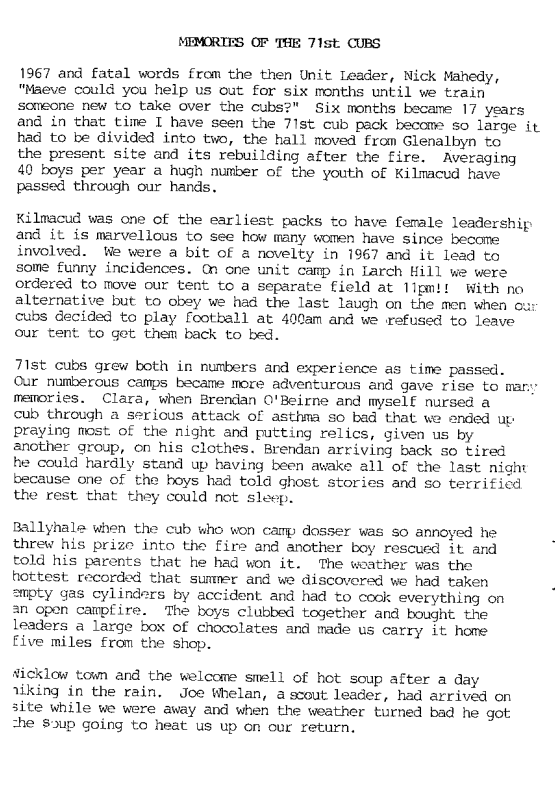 MEMORIES OF THE 71st CUBS
1967 and fatal words from the then Unit Leader, Nick Mahedy,
"Maeve could you help us out for six months until we train
someone new to take over the cubs?" Six months became 17 years
and in that time I have seen the 71st cub pack become so large it
had to be divided into two, the hall moved from Glenalbyn to
the present site and its rebuilding after the fire. Averaging
40 boys per year a hugh number of the youth of Kilmacud have
passed through our hands.
Kilmacud was one of the earliest packs to have female leadership
and it is marvellous to see how many women have since become
involved. We were a bit of a novelty in 1967 and it lead to
some funny incidences. On one unit camp in Larch Hill we were
ordered to move our tent to a separate field at 11pm!! With no
alternative but to obey we had the last laugh on the men when our
cubs decided to play football at 400am and we refused to leave
our tent to get them back to bed.
71st cubs grew both in numbers and experience as time passed.
Our numberous camps became more adventurous and gave rise to many
memories. Clara, when Brendan O'Beirne and myself nursed a
cub through a serious attack of asthma so bad that we ended up
praying most of the night and putting relics, given us by
another group, on his clothes. Brendan arriving back so tired
he could hardly stand up having been awake all of the last night
because one of the boys had told ghost stories and so terrified
the rest that they could not sleep.
Ballyhale when the cub who won camp dosser was so annoyed he
threw his prize into the fire and another boy rescued it and
told his parents that he had won it. The weather was the
hottest recorded that summer and we discovered we had taken
empty gas cylinders by accident and had to cook everything on
an open campfire. The boys clubbed together and bought the
leaders a large box of chocolates and made us carry it home
five miles from the shop.
Wicklow town and the welcome smell of hot soup after a day
hiking in the rain. Joe Whelan, a scout leader, had arrived on
site while we were away and when the weather turned bad he got
the soup going to heat us up on our return.